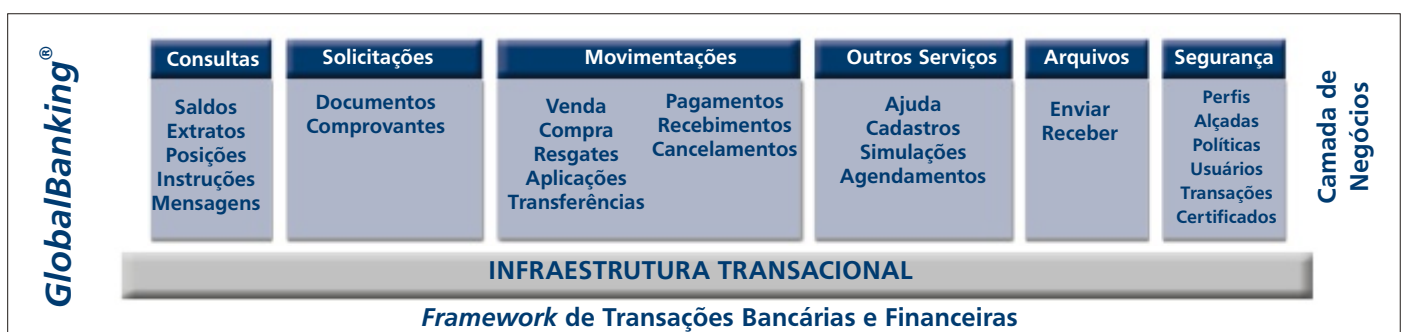 GlobalBanking®
Consultas
Saldos
Extratos
Posições
Instruções
Mensagens
Solicitações
Documentos
Comprovantes
Movimentações
Venda
Compra
Resgates
Aplicações
Transferências
Pagamentos
Recebimentos
Cancelamentos
Outros Serviços
Ajuda
Cadastros
Simulações
Agendamentos
Arquivos
Enviar
Receber
Segurança
Perfis
Alçadas
Políticas
Usuários
Transações
Certificados
Camada de
Negócios
INFRAESTRUTURA TRANSACIONAL
Framework de Transações Bancárias e Financeiras